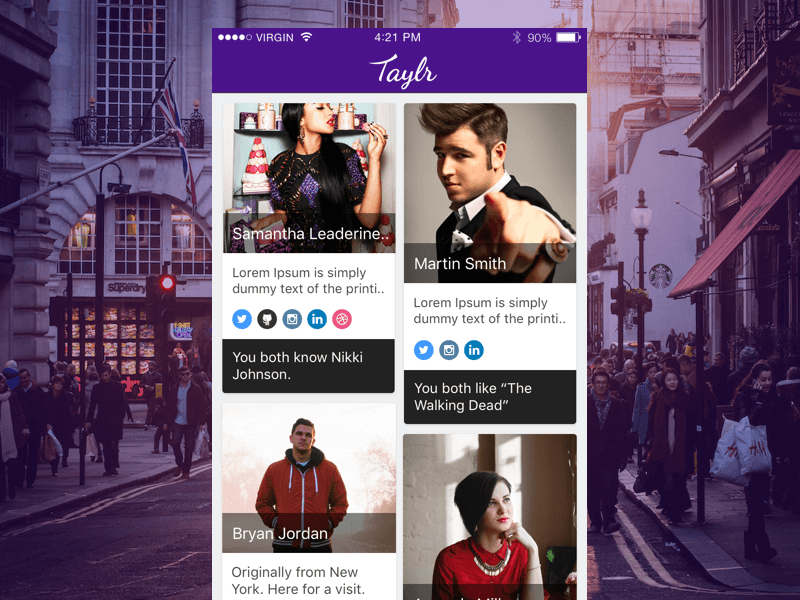 VIRGIN
4:21 PM
90%
Taylr
Samantha Leaderine..
Lorem Ipsum is simply
dummy text of the printi..
You both know Nikki
Johnson.
Martin Smith
Lorem Ipsum is simply
dummy text of the printi..
You both like “The
Walking Dead”
Bryan Jordan
Originally from New
York. Here for a visit.
Superdry
H&M